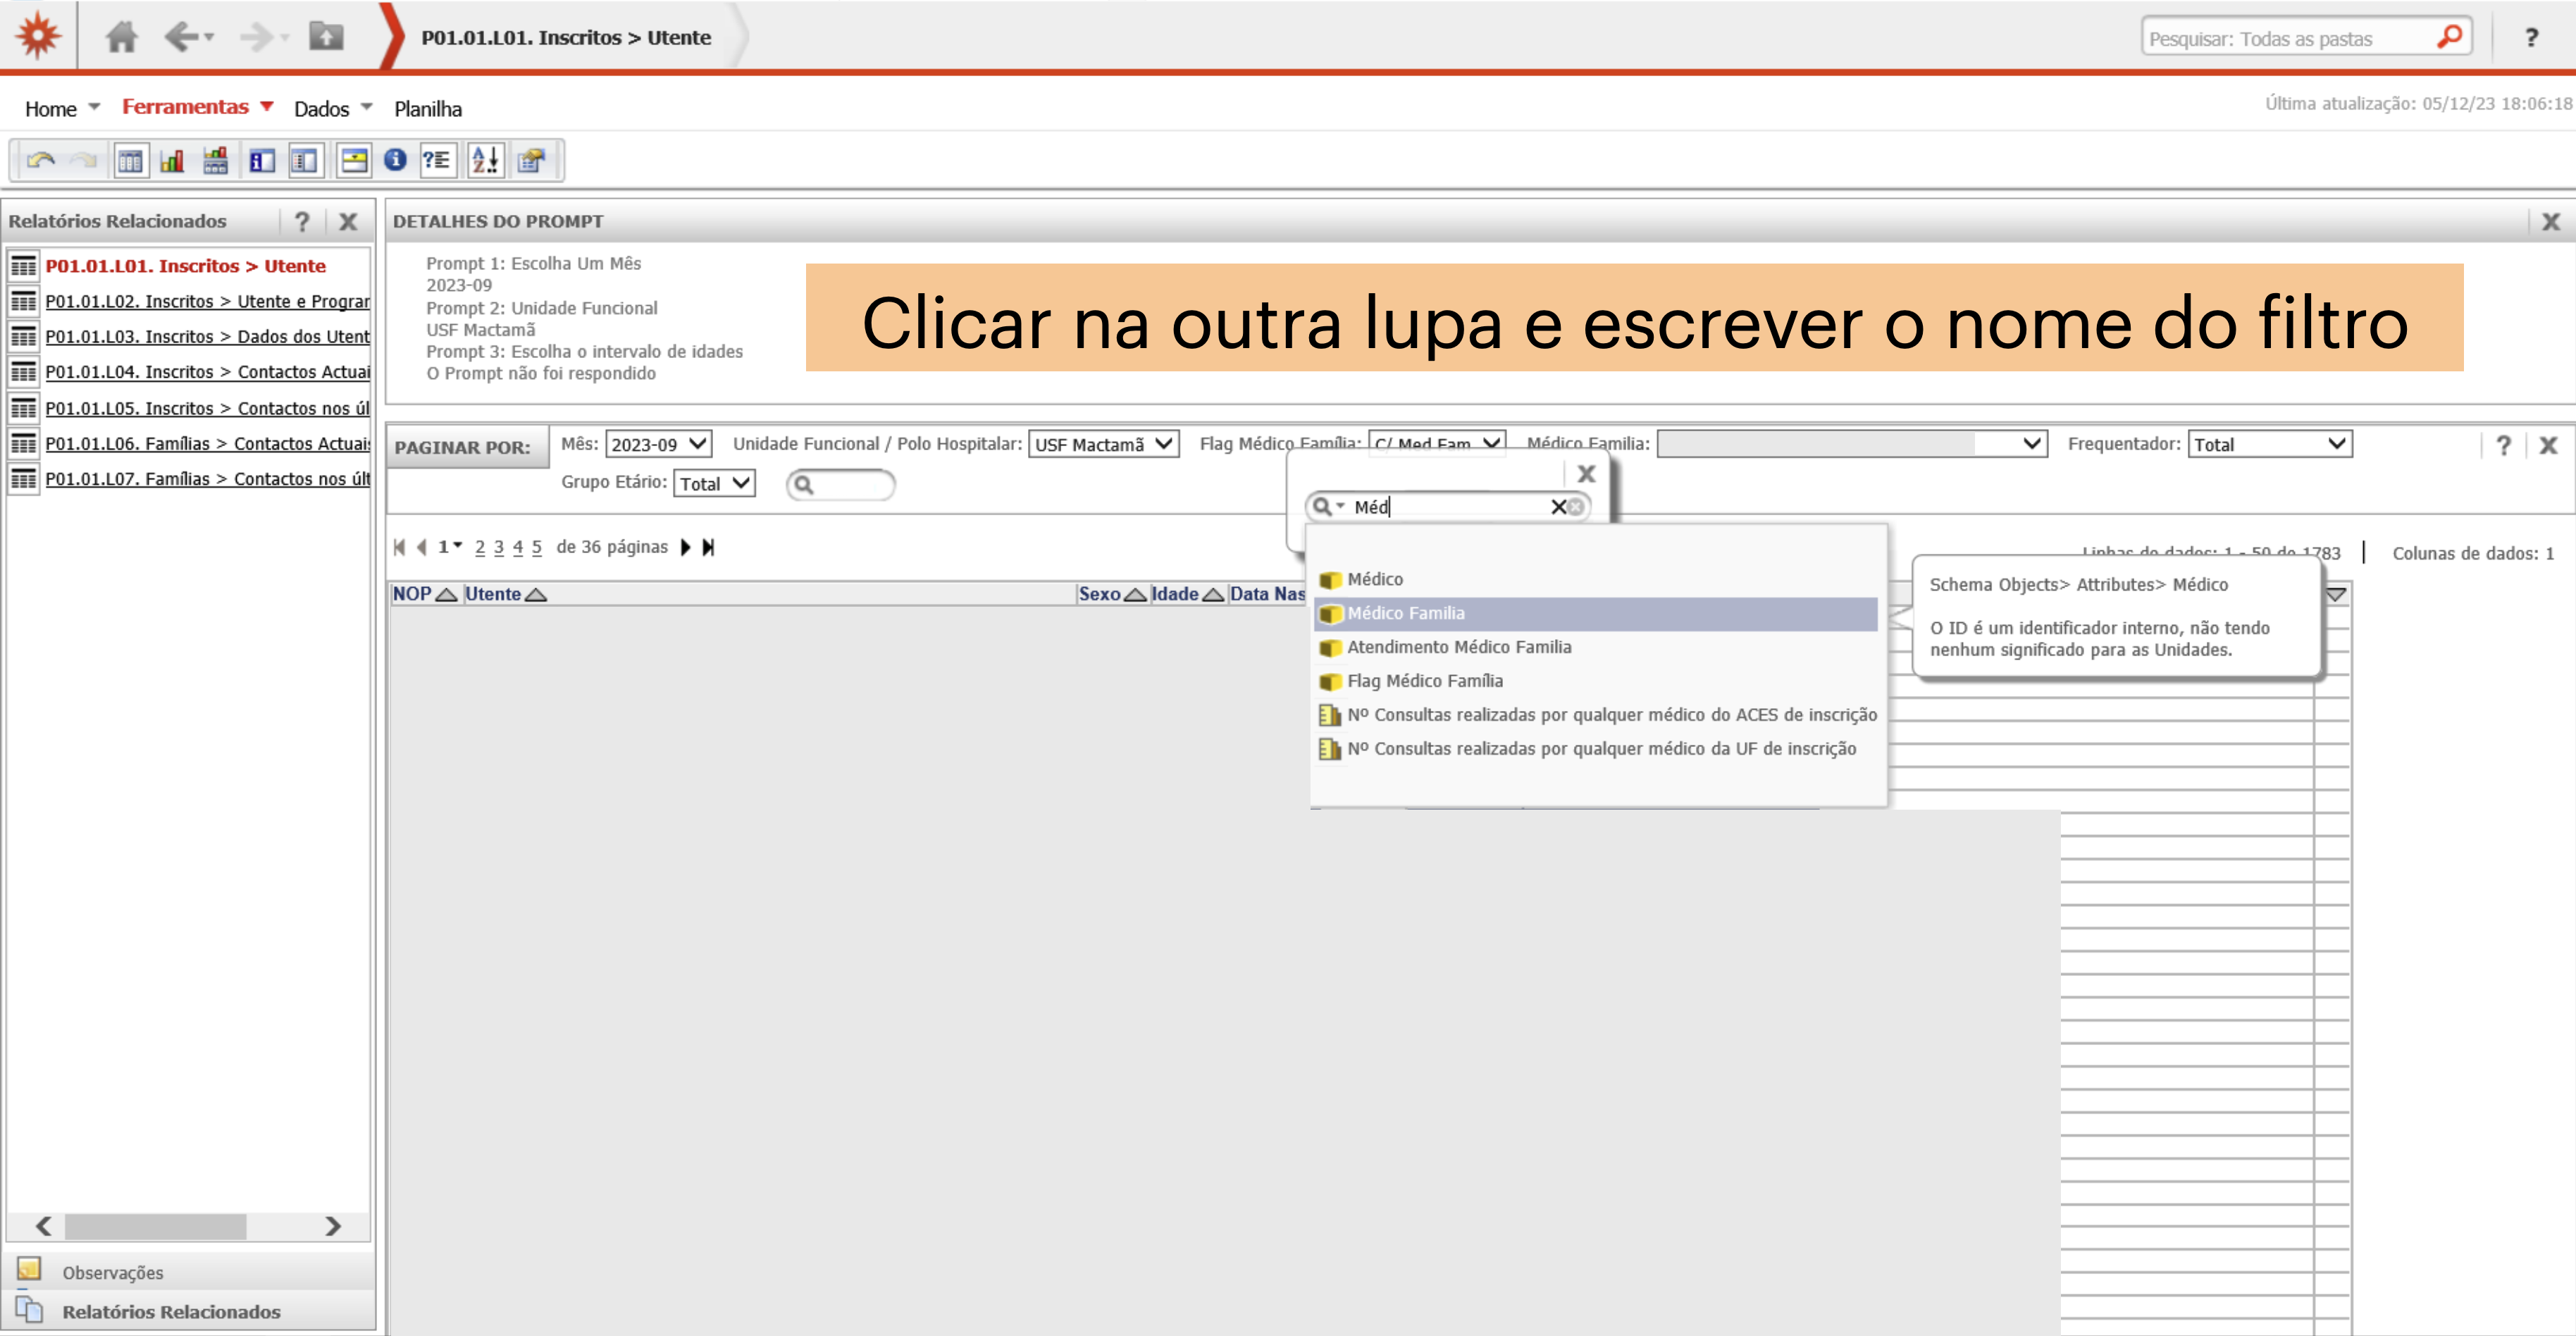 P01.01.L01. Inscritos > Utente
Pesquisar: Todas as pastas
?
Home Ferramentas Dados Planilha
Última atualização: 05/12/23 18:06:18
Relatórios Relacionados ? X
P01.01.L01. Inscritos > Utente
P01.01.L02. Inscritos > Utente e Prograr
P01.01.L03. Inscritos > Dados dos Utent
P01.01.L04. Inscritos > Contactos Actuai
P01.01.L05. Inscritos > Contactos nos úl
P01.01.L06. Famílias > Contactos Actuai
P01.01.L07. Famílias > Contactos nos últ
Observações
Relatórios Relacionados
DETALHES DO PROMPT X
Prompt 1: Escolha Um Mês
2023-09
Prompt 2: Unidade Funcional
USF Mactamã
Prompt 3: Escolha o intervalo de idades
O Prompt não foi respondido
Clicar na outra lupa e escrever o nome do filtro
PAGINAR POR: Mês: 2023-09 Unidade Funcional / Polo Hospitalar: USF Mactamã Flag Médico Família: C/ Med Fam Médico Familia: Frequentador: Total ? X
Grupo Etário: Total
X
Méd
1 2 3 4 5 de 36 páginas
Linhas de dados: 1 - 50 de 1783 | Colunas de dados: 1
NOP Utente Sexo Idade Data Nas
Médico
Médico Familia
Atendimento Médico Familia
Flag Médico Família
Nº Consultas realizadas por qualquer médico do ACES de inscrição
Nº Consultas realizadas por qualquer médico da UF de inscrição
Schema Objects> Attributes> Médico
O ID é um identificador interno, não tendo
nenhum significado para as Unidades.